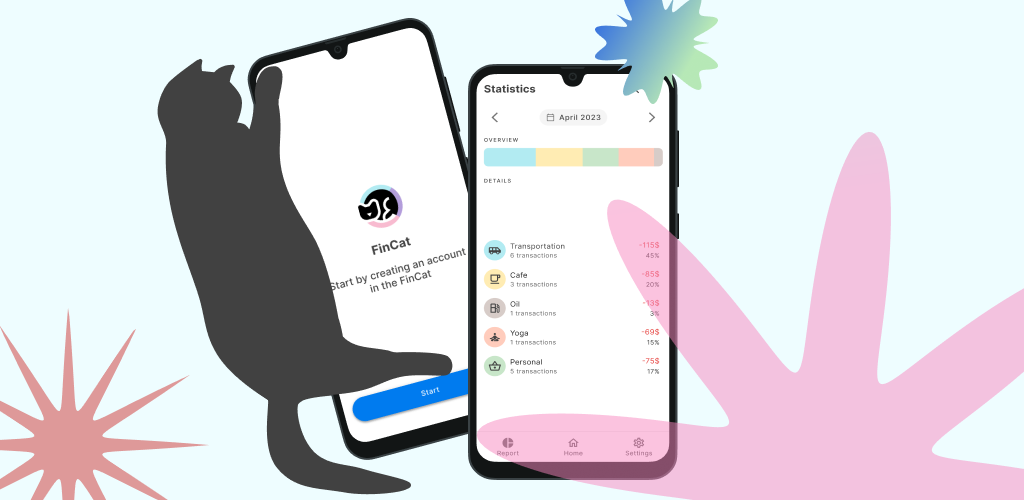 FinCat
Start by creating an account
in the FinCat
Start
Statistics
April 2023
OVERVIEW
DETAILS
Transportation
6 transactions
-115$
45%
Cafe
3 transactions
-85$
20%
Oil
1 transactions
-13$
3%
Yoga
1 transactions
-69$
15%
Personal
5 transactions
-75$
17%
Report
Home
Settings